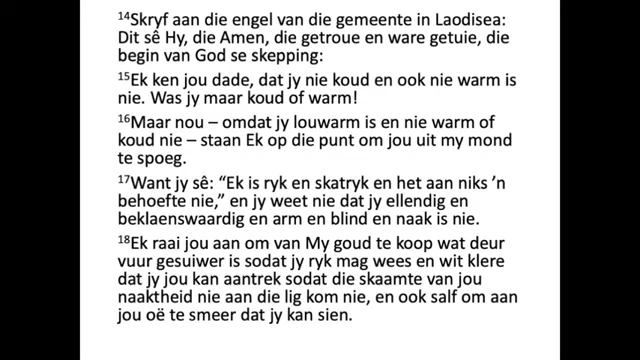 ¹⁴Skryf aan die engel van die gemeente in Laodisea:
Dit sê Hy, die Amen, die getroue en ware getuie, die
begin van God se skepping:
¹⁵Ek ken jou dade, dat jy nie koud en ook nie warm is
nie. Was jy maar koud of warm!
¹⁶Maar nou – omdat jy louwarm is en nie warm of
koud nie – staan Ek op die punt om jou uit my mond
te spoeg.
¹⁷Want jy sê: “Ek is ryk en skatryk en het aan niks ’n
behoefte nie,” en jy weet nie dat jy ellendig en
beklaenswaardig en arm en blind en naak is nie.
¹⁸Ek raai jou aan om van My goud te koop wat deur
vuur gesuiwer is sodat jy ryk mag wees en wit klere
dat jy jou kan aantrek sodat die skaamte van jou
naaktheid nie aan die lig kom nie, en ook salf om aan
jou oë te smeer dat jy kan sien.